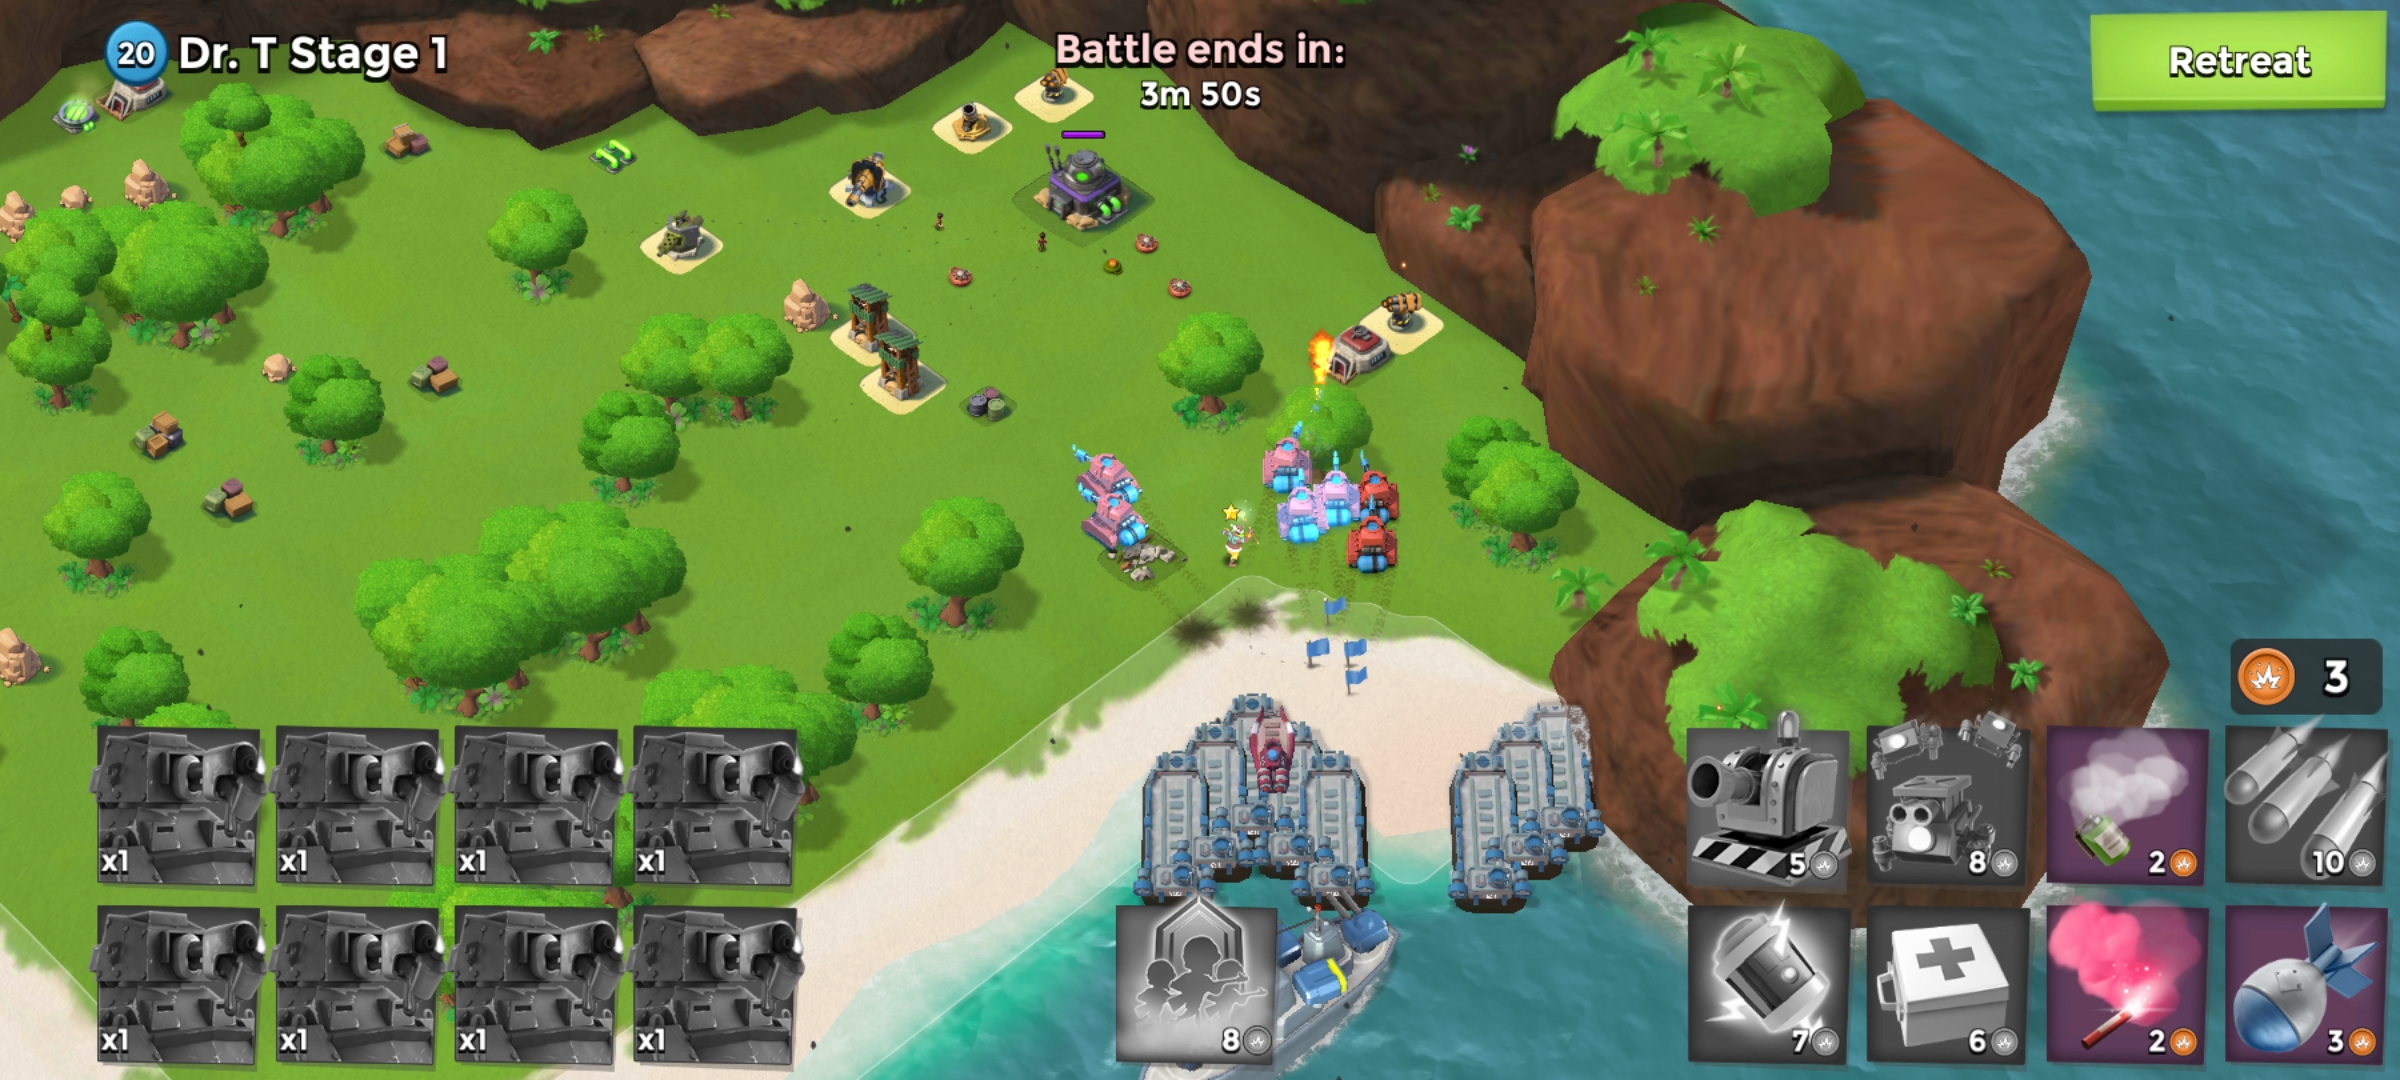 20 Dr. T Stage 1
Battle ends in:
3m 50s
Retreat
3
x1 x1 x1 x1
5 8 2 10
x1 x1 x1 x1
8
7 6 2 3